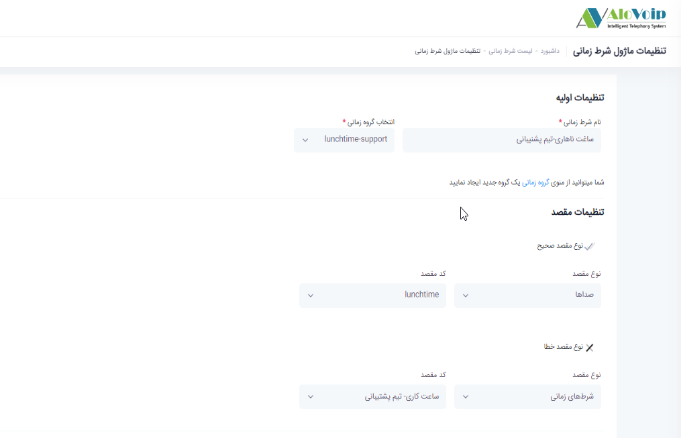 AloVoip
Intelligent Telephony System
تنظیمات ماژول شرط زمانی
داشبورد - لیست شرط زمانی - تنظیمات ماژول شرط زمانی
تنظیمات اولیه
نام شرط زمانی * انتخاب گروه زمانی *
ساعت ناهاری-تیم پشتیبانی lunchtime-support
شما میتوانید از منوی گروه زمانی یک گروه جدید ایجاد نمایید
تنظیمات مقصد
نوع مقصد صحیح
نوع مقصد کد مقصد
صداها lunchtime
نوع مقصد خطا
نوع مقصد کد مقصد
شرط‌های زمانی ساعت کاری- تیم پشتیبانی